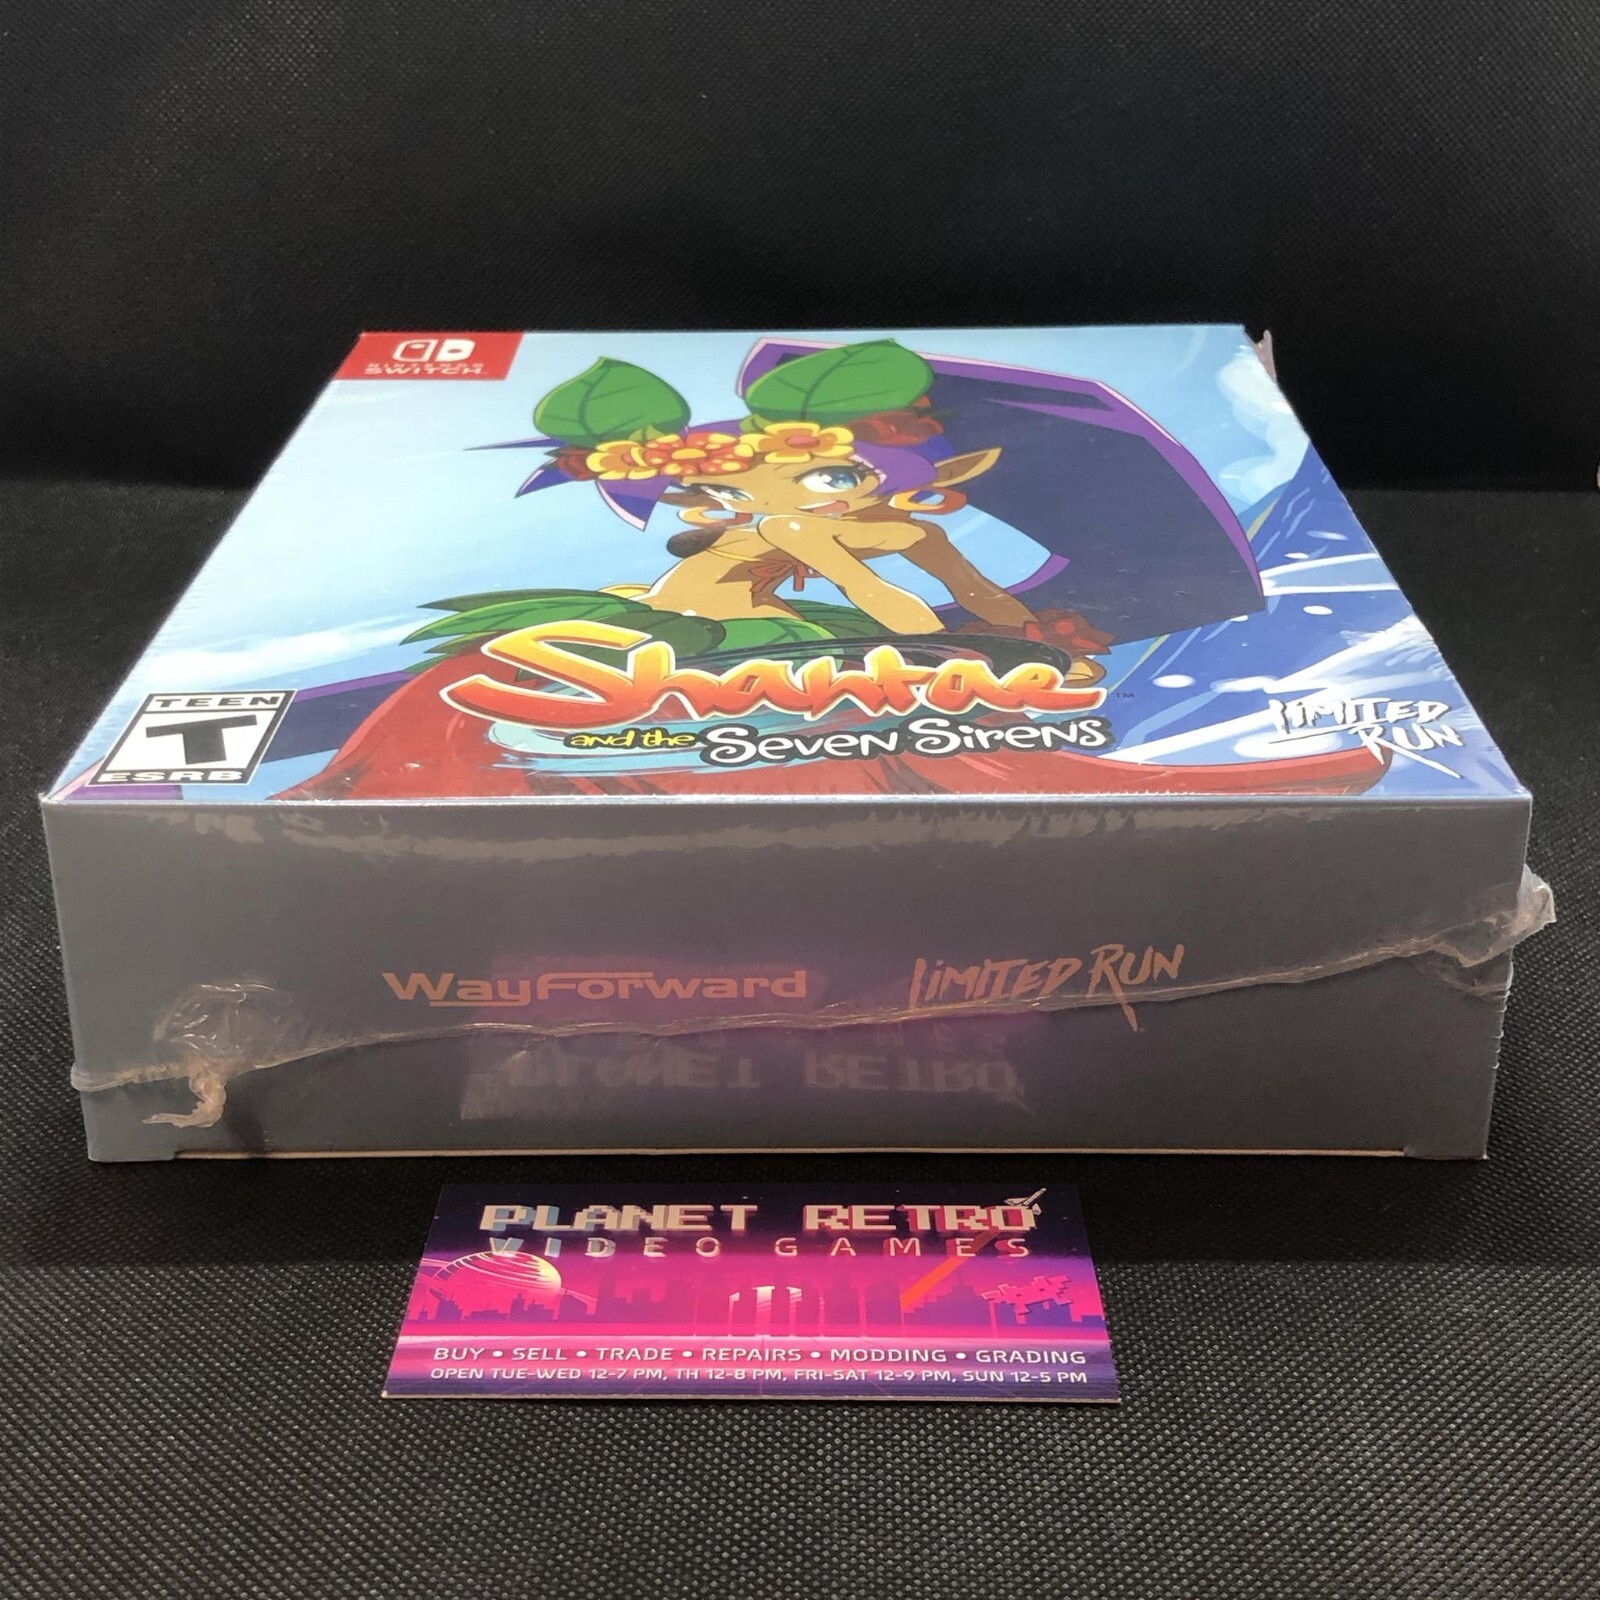 NINTENDO
SWITCH
TEEN
T
ESRB
Shantae™
and the Seven Sirens
LIMITED
RUN
WayForward
LIMITED RUN
PLANET RETRO
VIDEO GAMES
BUY • SELL • TRADE • REPAIRS • MODDING • GRADING
OPEN TUE-WED 12-7 PM, TH 12-8 PM, FRI-SAT 12-9 PM, SUN 12-5 PM